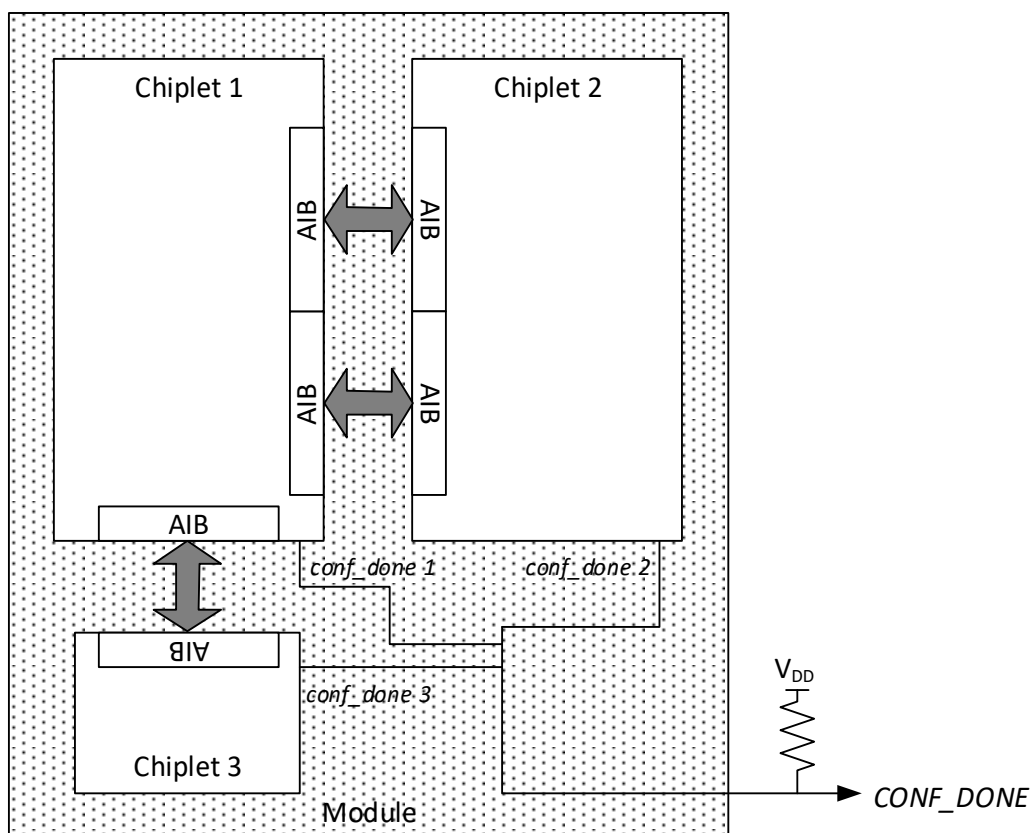 Chiplet 1
Chiplet 2
AIB
AIB
AIB
AIB
AIB
conf_done 1
conf_done 2
AIB
conf_done 3
V_DD
Chiplet 3
CONF_DONE
Module